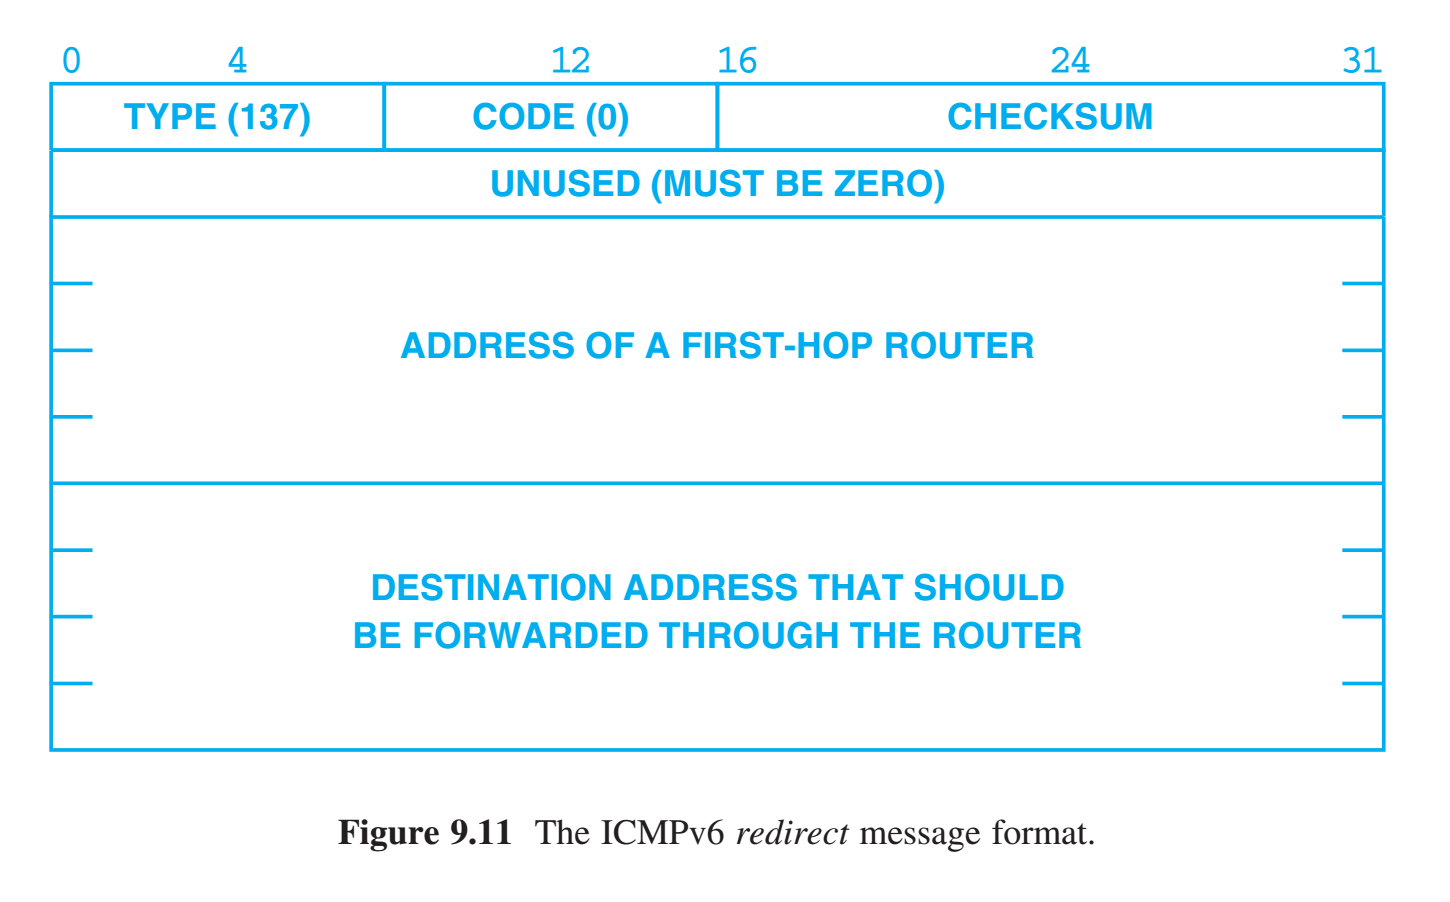 0 4 12 16 24 31
TYPE (137) CODE (0) CHECKSUM
UNUSED (MUST BE ZERO)
ADDRESS OF A FIRST-HOP ROUTER
DESTINATION ADDRESS THAT SHOULD
BE FORWARDED THROUGH THE ROUTER
Figure 9.11 The ICMPv6 redirect message format.